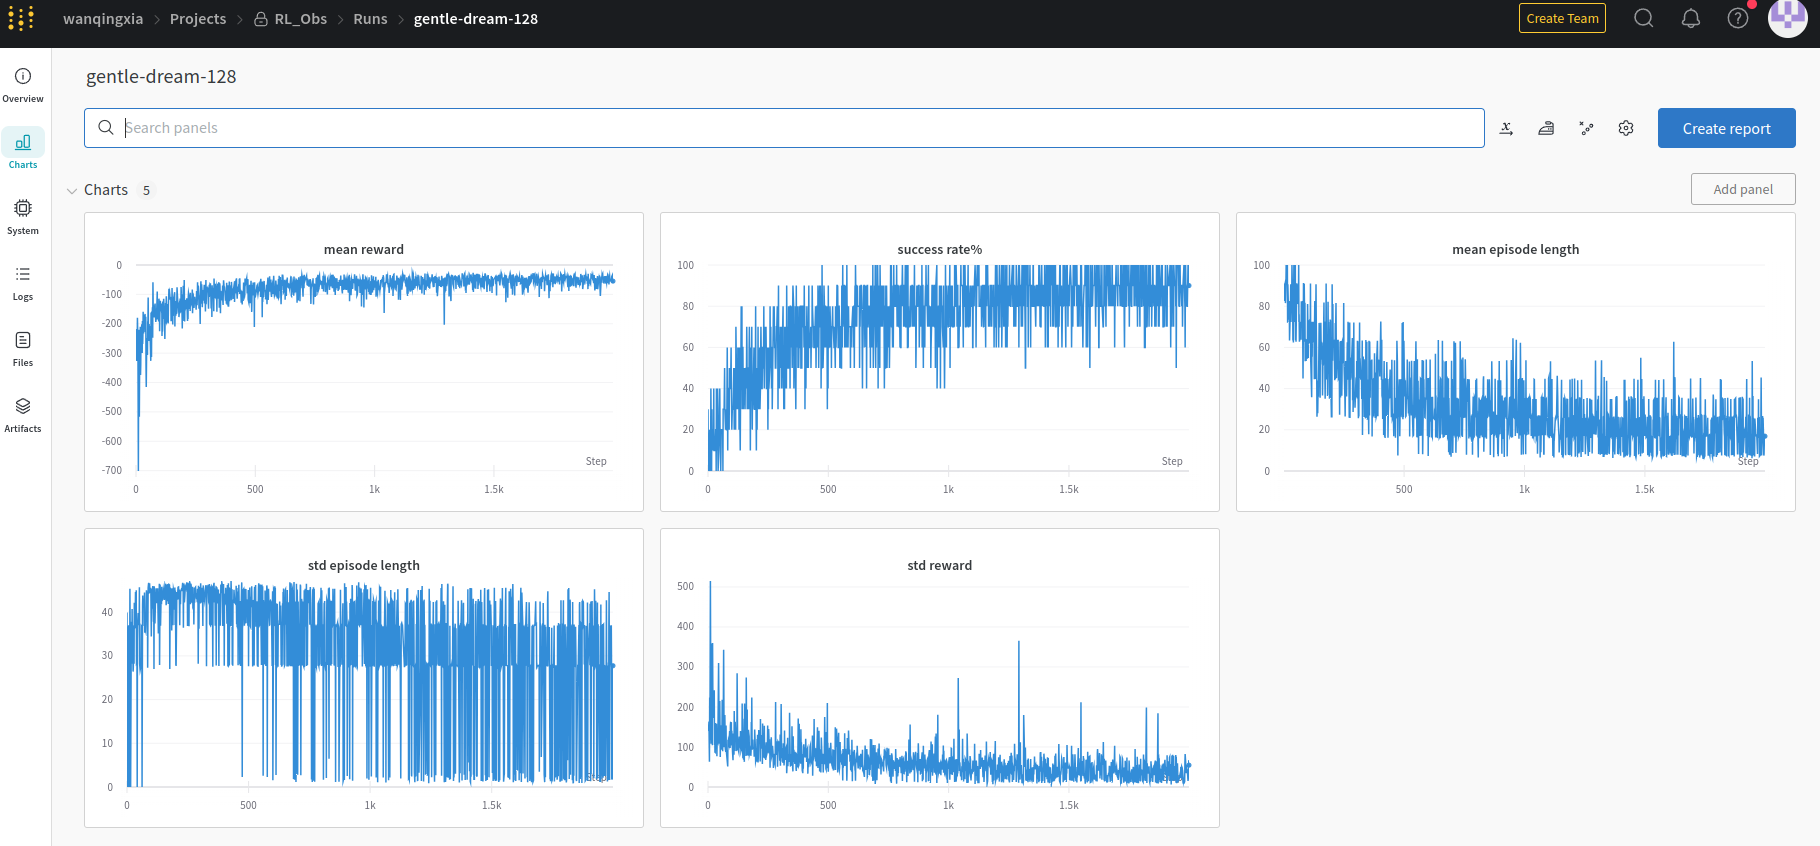 wanqingxia > Projects > RL_Obs > Runs > gentle-dream-128
Create Team
gentle-dream-128
Search panels
Create report
Overview
Charts
System
Logs
Files
Artifacts
Charts 5
Add panel
mean reward
0
-100
-200
-300
-400
-500
-600
-700
Step
0 500 1k 1.5k
success rate%
100
80
60
40
20
0
Step
0 500 1k 1.5k
mean episode length
100
80
60
40
20
0
Step
500 1k 1.5k
std episode length
40
30
20
10
0
Step
0 500 1k 1.5k
std reward
500
400
300
200
100
0
0 500 1k 1.5k